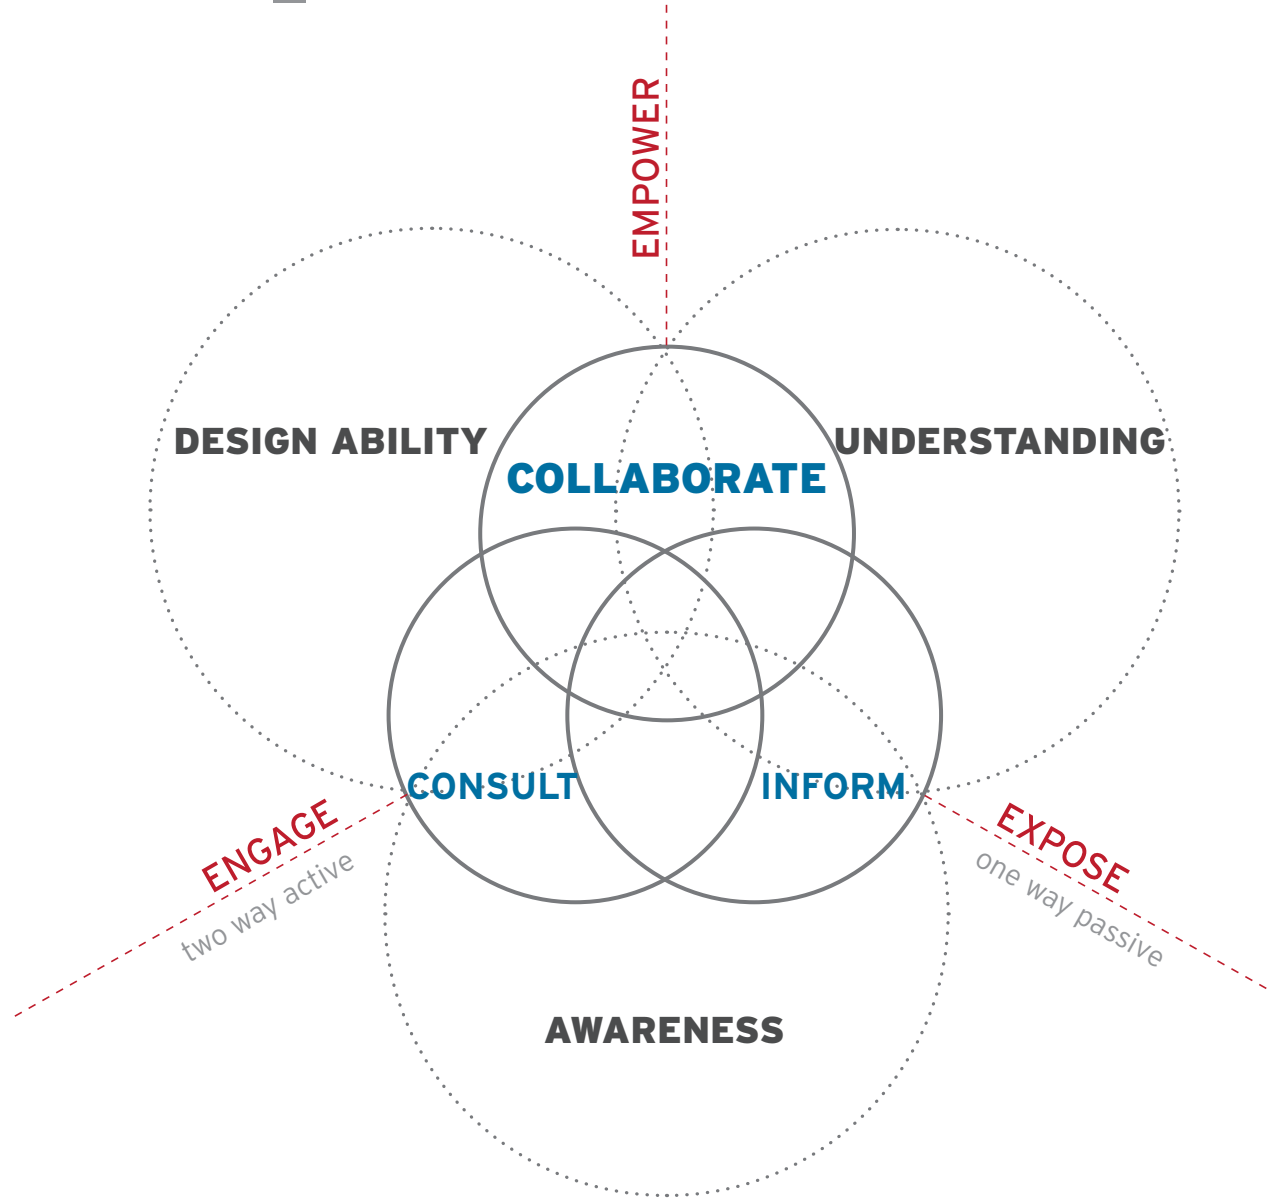 EMPOWER
DESIGN ABILITY
UNDERSTANDING
COLLABORATE
CONSULT
INFORM
ENGAGE
two way active
EXPOSE
one way passive
AWARENESS